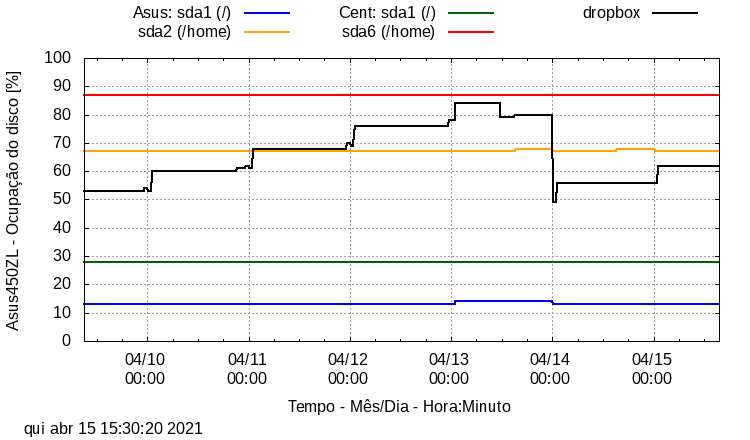 Asus: sda1 (/)
Cent: sda1 (/)
dropbox
sda2 (/home)
sda6 (/home)
100
90
80
70
60
50
40
30
20
10
0
Asus450ZL - Ocupação do disco [%]
04/10 04/11 04/12 04/13 04/14 04/15
00:00 00:00 00:00 00:00 00:00 00:00
Tempo - Mês/Dia - Hora:Minuto
qui abr 15 15:30:20 2021